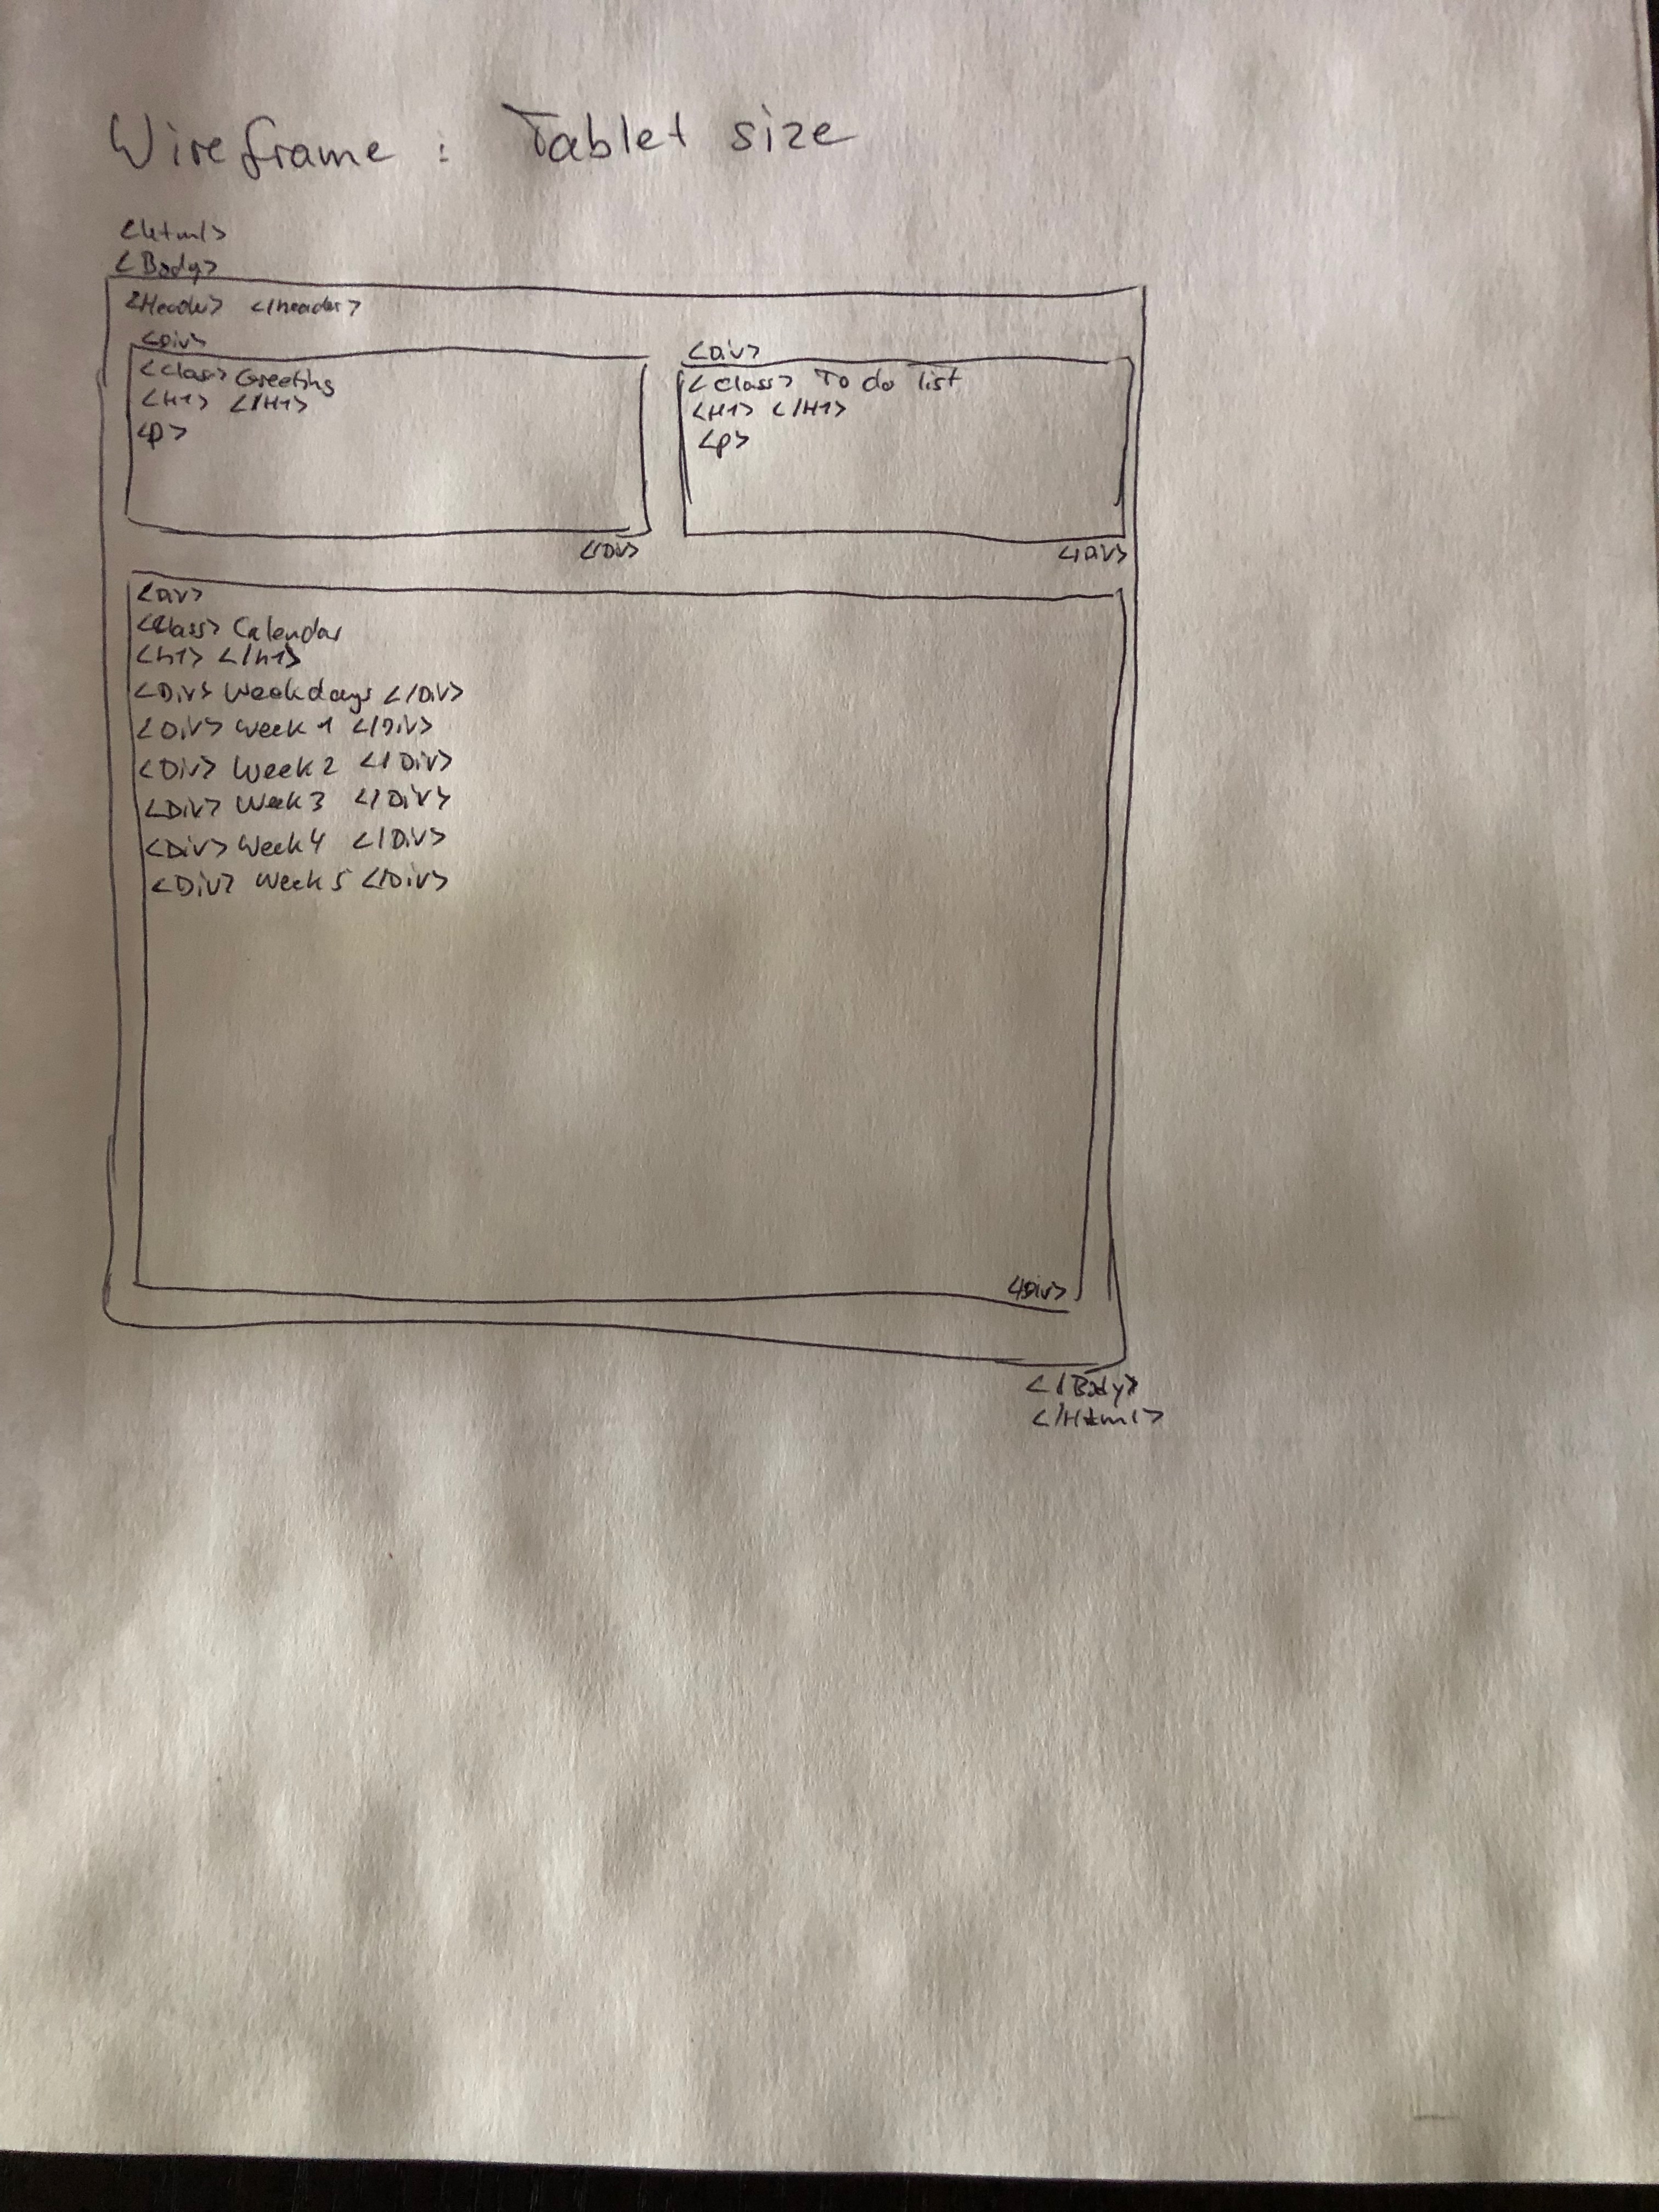 Wireframe : Tablet size
<html>
<Body>
<Header> </header>
<Div>
<Class> Greeting
<H1> </H1>
<p>
</Div>
<div>
<class> To do list
<H1> </H1>
<p>
</div>
<div>
<Class> Calendar
<h1> </h1>
<Div> Weekdays </Div>
<Div> Week 1 </Div>
<Div> Week 2 </Div>
<Div> Week 3 </Div>
<Div> Week 4 </Div>
<Div> Week 5 </Div>
</Div>
</Body>
</Html>